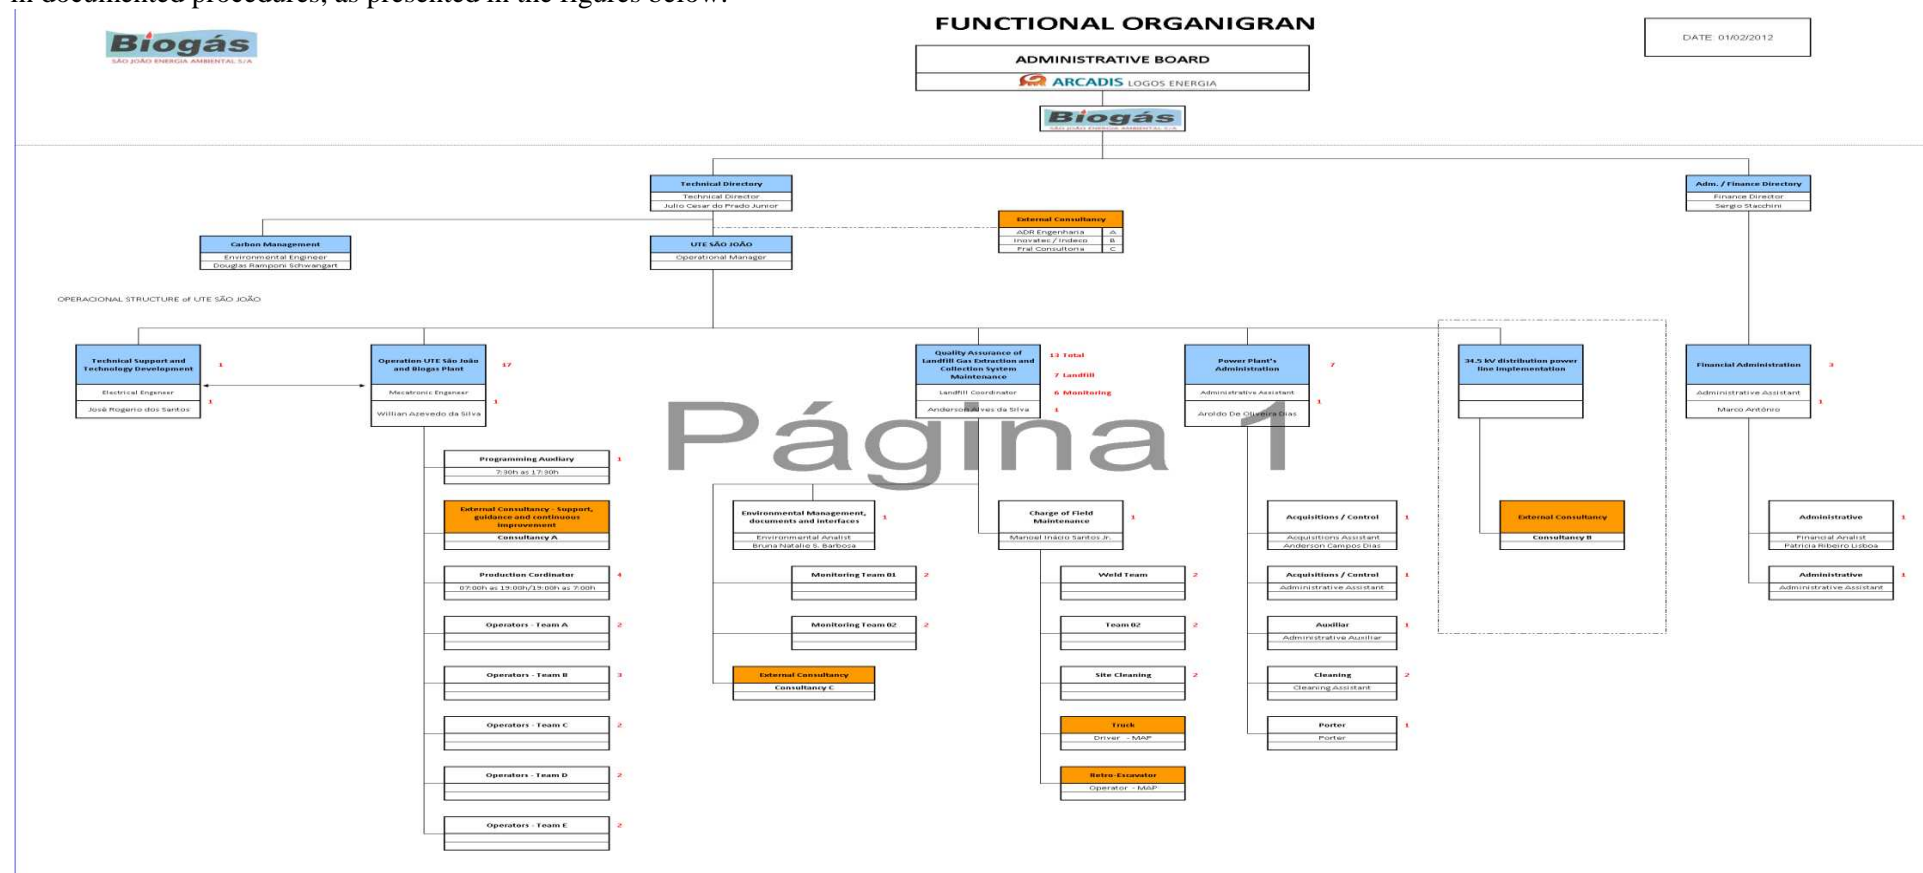 in documented procedures, as presented in the figures below:
FUNCTIONAL ORGANIGRAN
Biogás
SÃO JOÃO ENERGIA AMBIENTAL S/A
DATE: 01/02/2012
ADMINISTRATIVE BOARD
ARCADIS LOGOS ENERGIA
Biogás
SÃO JOÃO ENERGIA AMBIENTAL S/A
Technical Directory
Technical Director
Julio Cesar do Prado Junior
Adm. / Finance Directory
Finance Director
Sergio Stacchini
External Consultancy
ADR Engenharia A
Inovatec / Indeco B
Fral Consultoria C
Carbon Management
Environmental Engineer
Douglas Ramponi Schwangart
UTE SÃO JOÃO
Operational Manager
OPERACIONAL STRUCTURE of UTE SÃO JOÃO
Technical Support and
Technology Development
1
Electrical Engenser
José Rogerio dos Santos
1
Operation UTE São João
and Biogas Plant
17
Mecatronic Engenser
Willian Azevedo da Silva
1
Quality Assurance of
Landfill Gas Extraction and
Collection System
Maintenance
13 Total
7 Landfill
6 Monitoring
Landfill Coordinator
Anderson Alves da Silva
1
Power Plant's
Administration
7
Administrative Assistant
Aroldo De Oliveira Dias
1
34.5 kV distribution power
line Implementation
Financial Administration
3
Administrative Assistant
Marco Antônio
1
Página 1
Programming Auxliary
1
7:30h as 17:30h
External Consultancy - Support,
guidance and continuous
improvement
Consultancy A
Production Cordinator
4
07:00h as 19:00h/19:00h as 7:00h
Operators - Team A
2
Operators - Team B
3
Operators - Team C
2
Operators - Team D
2
Operators - Team E
2
Environmental Management,
documents and interfaces
1
Environmental Analist
Bruna Natalie S. Barbosa
Monitoring Team 01
2
Monitoring Team 02
2
External Consultancy
Consultancy C
Charge of Field
Maintenance
1
Manoel Inácio Santos Jr.
Weld Team
2
Team 02
2
Site Cleaning
2
Truck
Driver - MAP
Retro-Excavator
Operator - MAP
Acquisitions / Control
1
Acquisitions Assistant
Anderson Campos Dias
Acquisitions / Control
1
Administrative Assistant
Auxiliar
1
Administrative Auxiliar
Cleaning
2
Cleaning Assistant
Porter
1
Porter
External Consultancy
Consultancy B
Administrative
1
Financial Analist
Patricia Ribeiro Lisboa
Administrative
1
Administrative Assistant